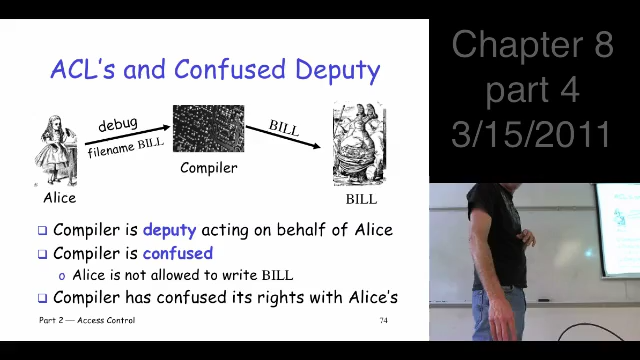 ACL's and Confused Deputy
debug
filename BILL
BILL
Compiler
Alice
BILL
Compiler is deputy acting on behalf of Alice
Compiler is confused
Alice is not allowed to write BILL
Compiler has confused its rights with Alice's
Part 2 — Access Control
74
Chapter 8
part 4
3/15/2011